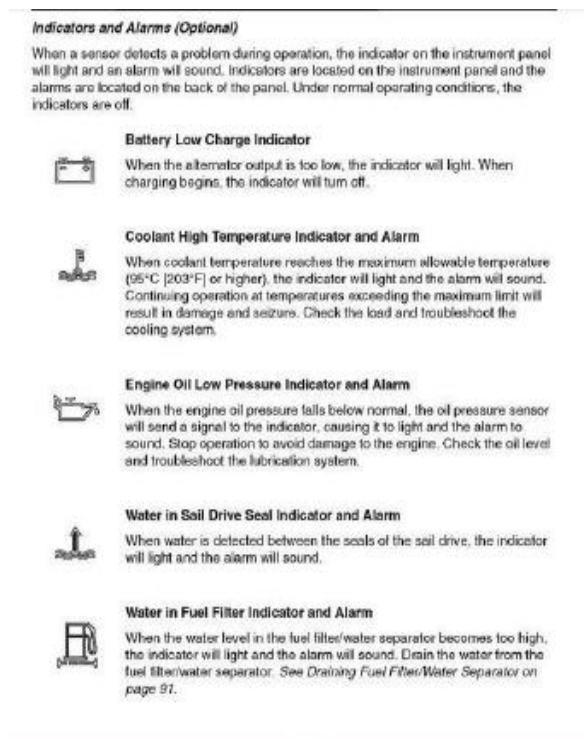 Indicators and Alarms (Optional)
When a sensor detects a problem during operation, the indicator on the instrument panel
will light and an alarm will sound. Indicators are located on the instrument panel and the
alarms are located on the back of the panel. Under normal operating conditions, the
indicators are off.
Battery Low Charge Indicator
When the alternator output is too low, the indicator will light. When
charging begins, the indicator will turn off.
Coolant High Temperature Indicator and Alarm
When coolant temperature reaches the maximum allowable temperature
(95°C [203°F] or higher), the indicator will light and the alarm will sound.
Continuing operation at temperatures exceeding the maximum limit will
result in damage and seizure. Check the load and troubleshoot the
cooling system.
Engine Oil Low Pressure Indicator and Alarm
When the engine oil pressure falls below normal, the oil pressure sensor
will send a signal to the indicator, causing it to light and the alarm to
sound. Stop operation to avoid damage to the engine. Check the oil level
and troubleshoot the lubrication system.
Water in Sail Drive Seal Indicator and Alarm
When water is detected between the seals of the sail drive, the indicator
will light and the alarm will sound.
Water in Fuel Filter Indicator and Alarm
When the water level in the fuel filter/water separator becomes too high,
the indicator will light and the alarm will sound. Drain the water from the
fuel filter/water separator. See Draining Fuel Filter/Water Separator on
page 91.